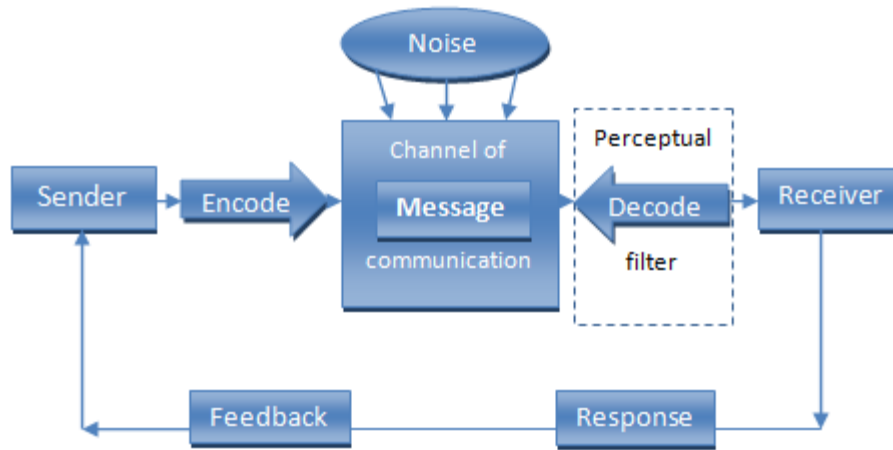 Noise
Channel of
Perceptual
Sender
Encode
Message
Decode
Receiver
communication
filter
Feedback
Response